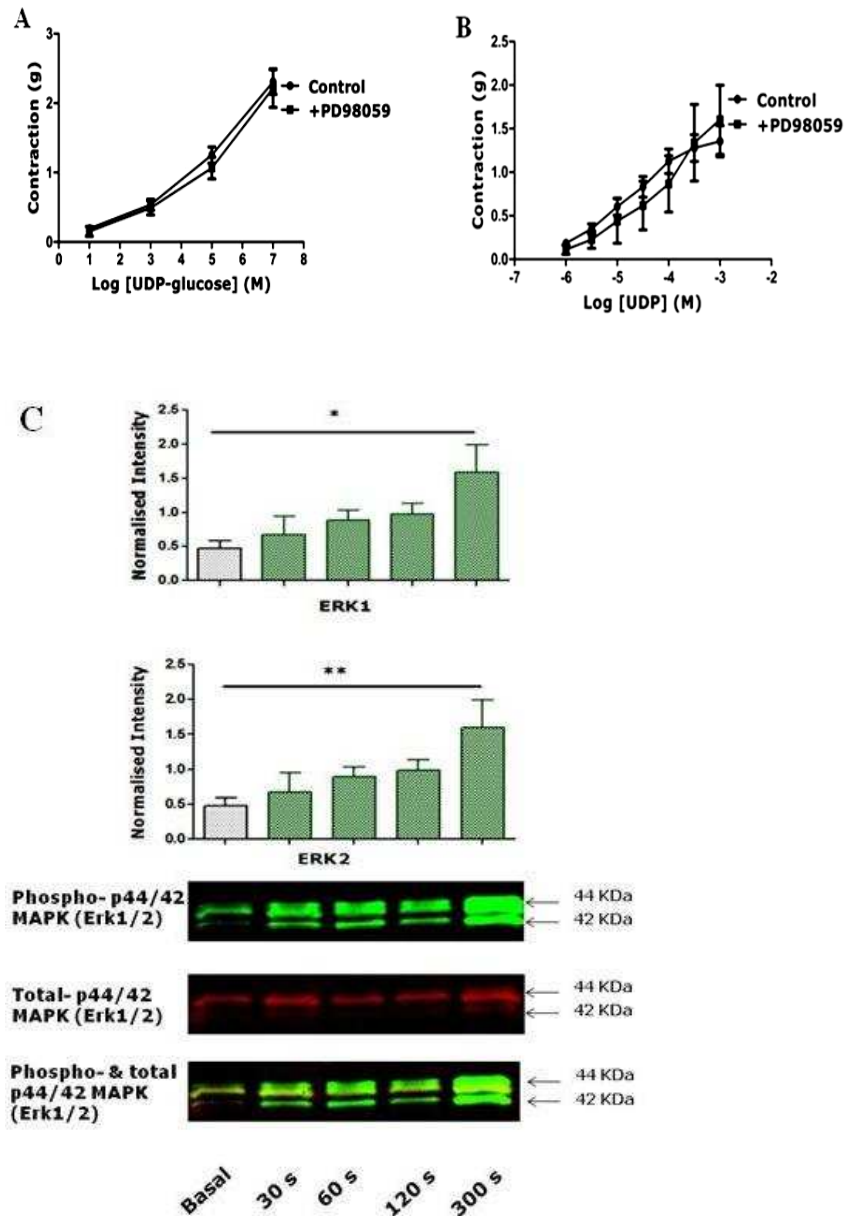 A
Contraction (g)
3
2
1
0
0 1 2 3 4 5 6 7 8
Log [UDP-glucose] (M)
Control
+PD98059
B
Contraction (g)
2.5
2.0
1.5
1.0
0.5
0.0
-7 -6 -5 -4 -3 -2
Log [UDP] (M)
Control
+PD98059
C
Normalised Intensity
2.5
2.0
1.5
1.0
0.5
0.0
*
ERK1
Normalised Intensity
2.5
2.0
1.5
1.0
0.5
0.0
**
ERK2
Phospho- p44/42
MAPK (Erk1/2)
44 KDa
42 KDa
Total- p44/42
MAPK (Erk1/2)
44 KDa
42 KDa
Phospho- & total
p44/42 MAPK
(Erk1/2)
44 KDa
42 KDa
Basal 30 s 60 s 120 s 300 s